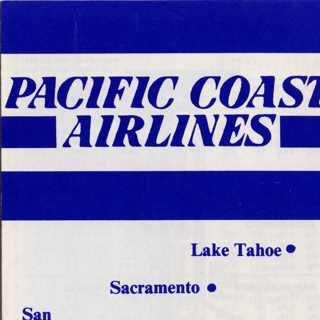 PACIFIC COAST
AIRLINES
Lake Tahoe
Sacramento
San